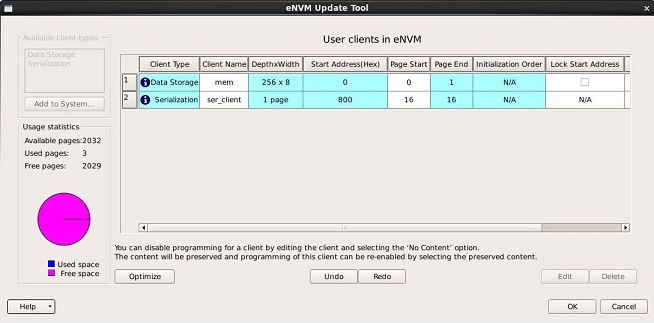 eNVM Update Tool
Available client types
Data Storage
Serialization
Add to System...
Usage statistics
Available pages:2032
Used pages: 3
Free pages: 2029
Used space
Free space
User clients in eNVM
Client Type Client Name DepthxWidth Start Address(Hex) Page Start Page End Initialization Order Lock Start Address
1 Data Storage mem 256 x 8 0 0 1 N/A
2 Serialization ser_client 1 page 800 16 16 N/A N/A
You can disable programming for a client by editing the client and selecting the 'No Content' option.
The content will be preserved and programming of this client can be re-enabled by selecting the preserved content.
Optimize Undo Redo Edit Delete
Help OK Cancel